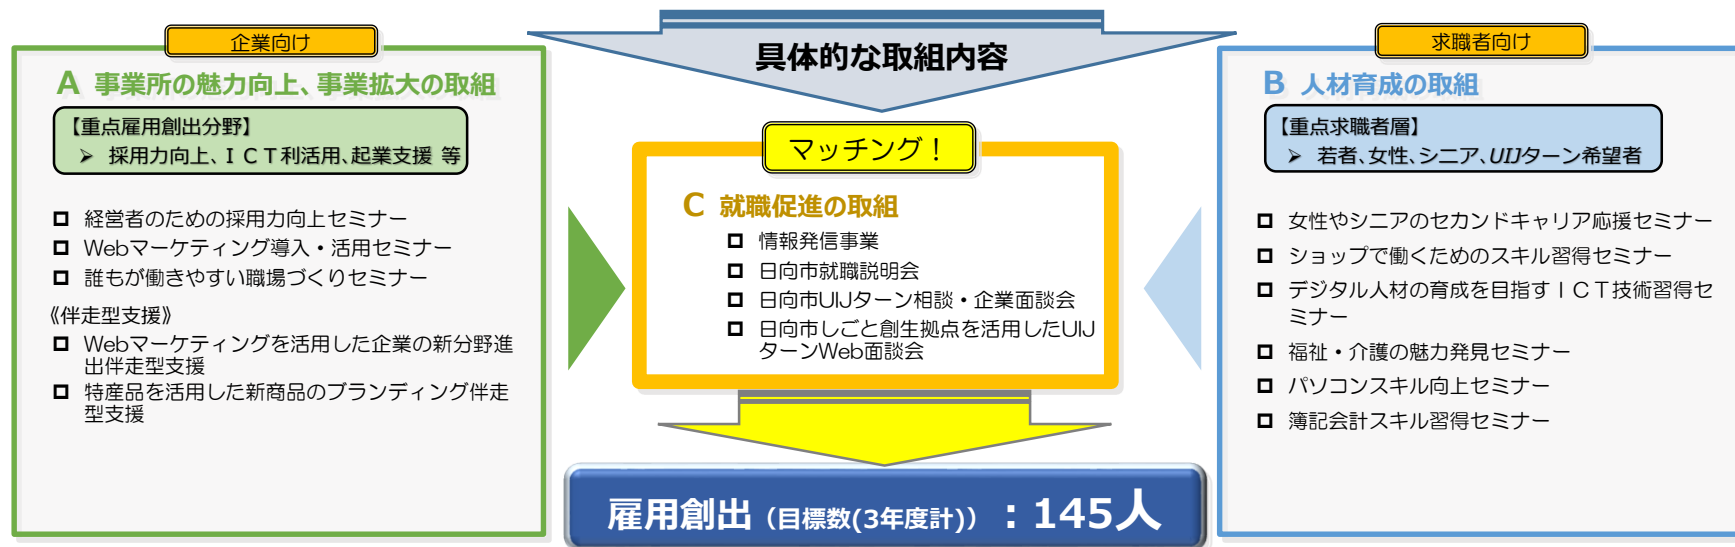 具体的な取組内容
企業向け
A 事業所の魅力向上、事業拡大の取組
【重点雇用創出分野】
➢ 採用力向上、ＩＣＴ利活用、起業支援 等
❑ 経営者のための採用力向上セミナー
❑ Webマーケティング導入・活用セミナー
❑ 誰もが働きやすい職場づくりセミナー
《伴走型支援》
❑ Webマーケティングを活用した企業の新分野進
出伴走型支援
❑ 特産品を活用した新商品のブランディング伴走
型支援
マッチング！
C 就職促進の取組
❑ 情報発信事業
❑ 日向市就職説明会
❑ 日向市UIJターン相談・企業面談会
❑ 日向市しごと創生拠点を活用したUIJ
ターンWeb面談会
求職者向け
B 人材育成の取組
【重点求職者層】
➢ 若者、女性、シニア、UIJターン希望者
❑ 女性やシニアのセカンドキャリア応援セミナー
❑ ショップで働くためのスキル習得セミナー
❑ デジタル人材の育成を目指すＩＣＴ技術習得セ
ミナー
❑ 福祉・介護の魅力発見セミナー
❑ パソコンスキル向上セミナー
❑ 簿記会計スキル習得セミナー
雇用創出（目標数(3年度計)）：145人